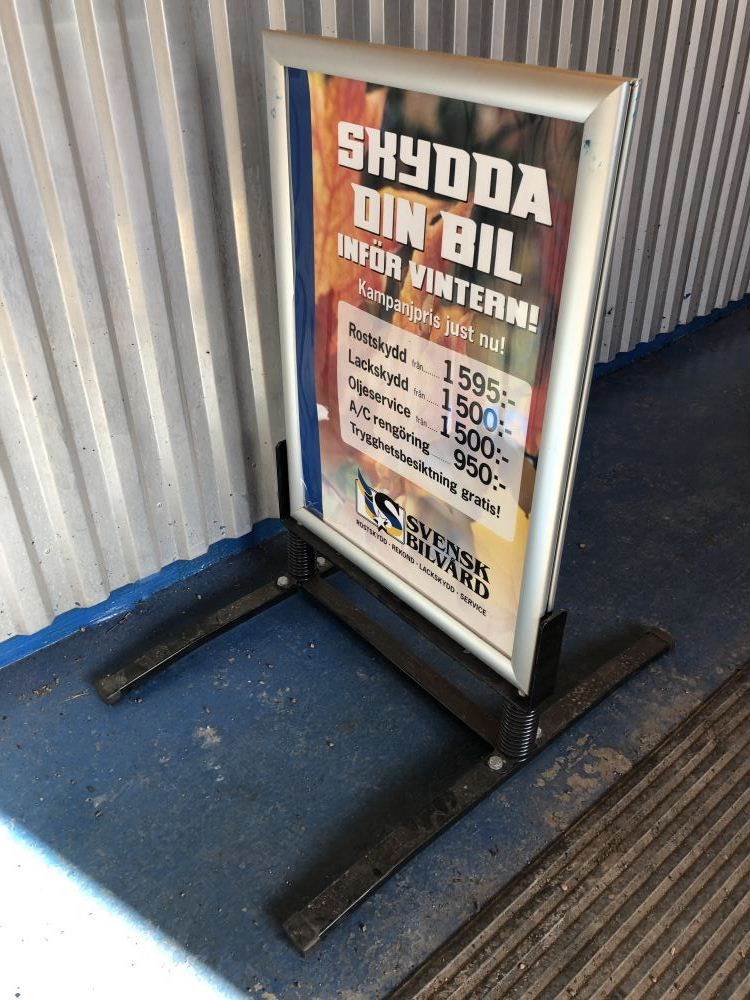 SKYDDA
DIN BIL
INFÖR VINTERN!
Kampanjpris just nu!
Rostskydd från........ 1 595:-
Lackskydd från ...... 1 500:-
Oljeservice från ...... 1 500:-
A/C rengöring ...... 950:-
Trygghetsbesiktning gratis!
S SVENSK
BILVÅRD
ROSTSKYDD - REKOND - LACKSKYDD - SERVICE